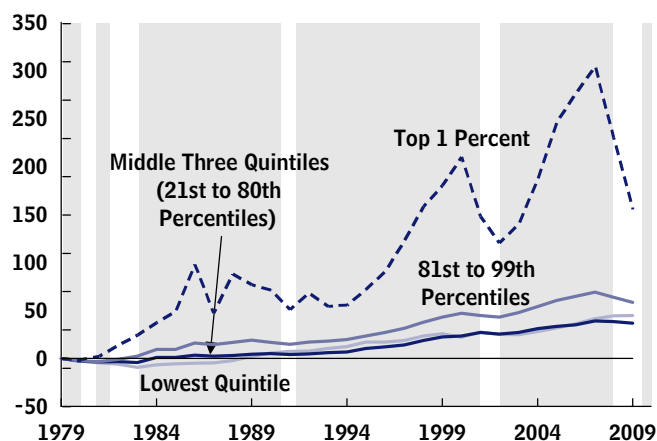 350
300
250
200
150
100
50
0
-50
Top 1 Percent
Middle Three Quintiles
(21st to 80th
Percentiles)
81st to 99th
Percentiles
Lowest Quintile
1979 1984 1989 1994 1999 2004 2009